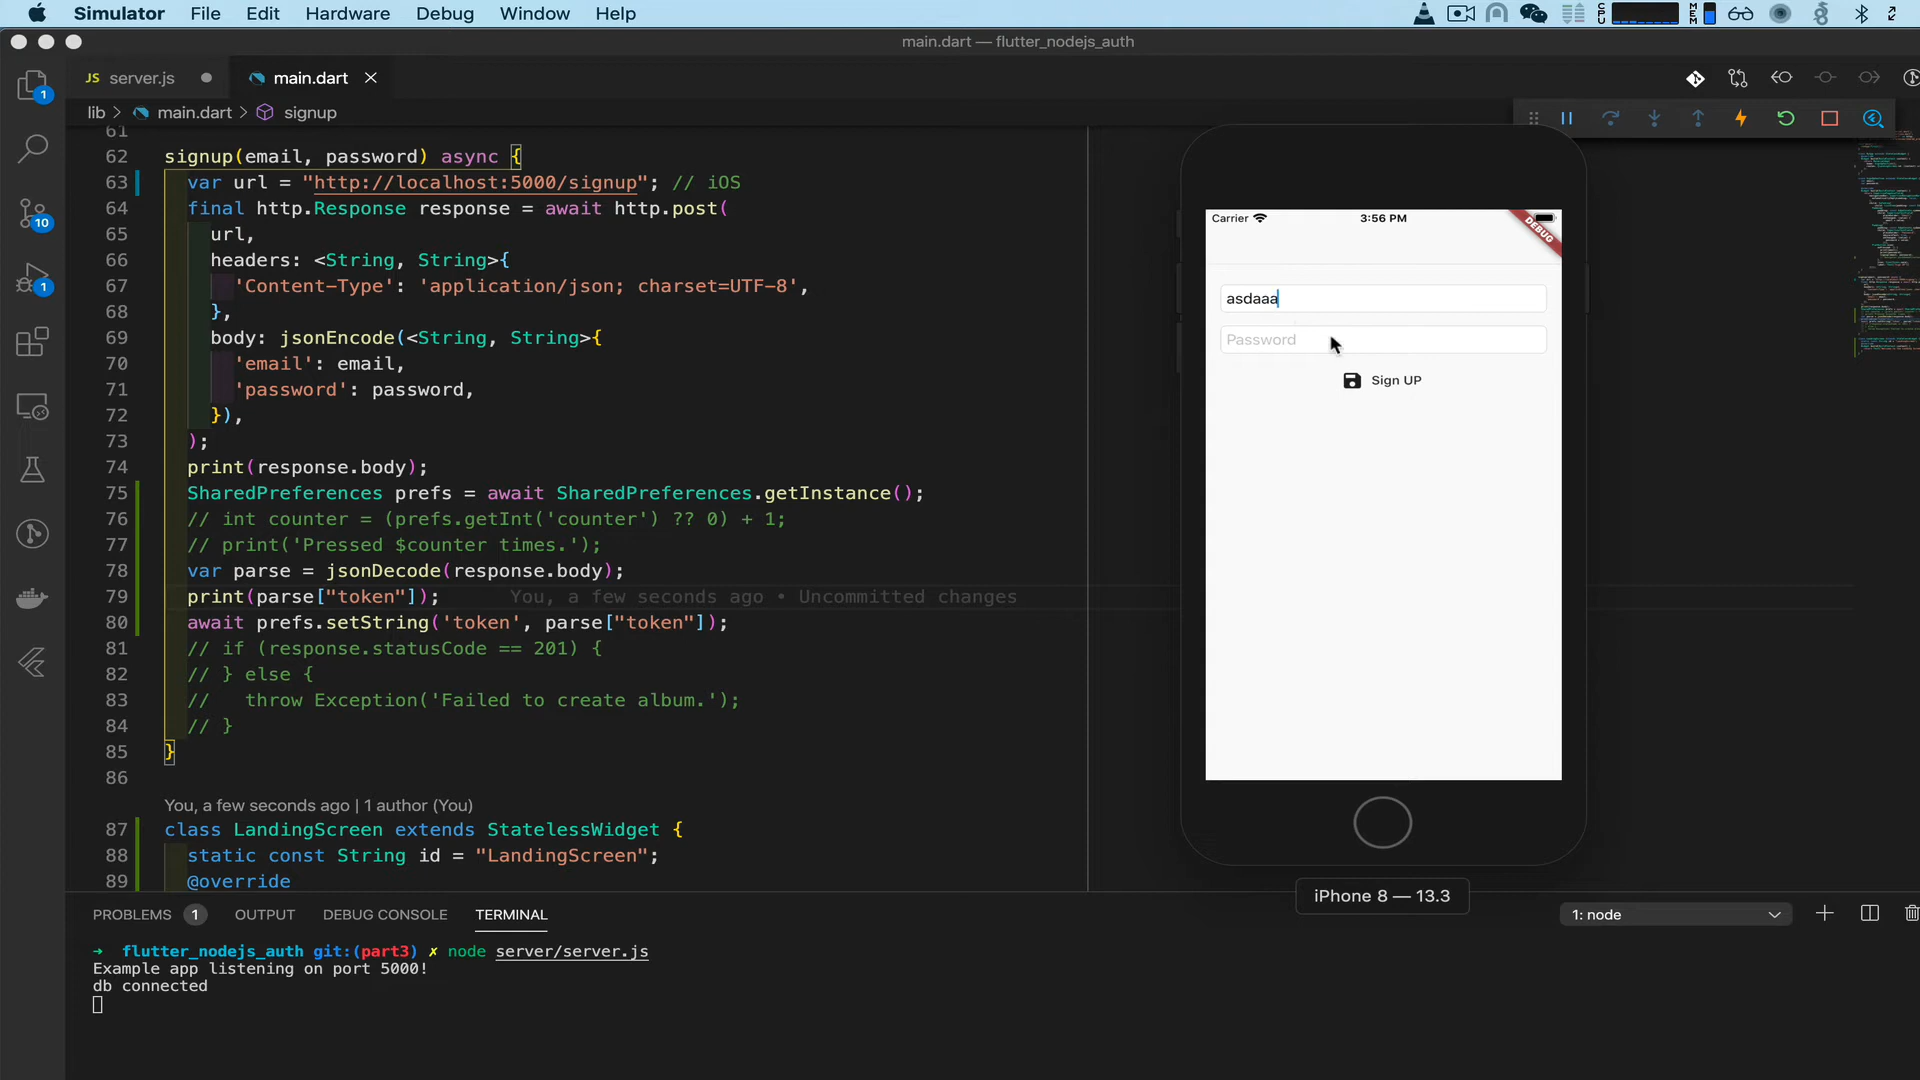 Simulator File Edit Hardware Debug Window Help
CPU MEM
main.dart — flutter_nodejs_auth
JS server.js main.dart
lib > main.dart > signup
1
10
1
61
62 signup(email, password) async {
63 var url = "http://localhost:5000/signup"; // iOS
64 final http.Response response = await http.post(
65 url,
66 headers: <String, String>{
67 'Content-Type': 'application/json; charset=UTF-8',
68 },
69 body: jsonEncode(<String, String>{
70 'email': email,
71 'password': password,
72 }),
73 );
74 print(response.body);
75 SharedPreferences prefs = await SharedPreferences.getInstance();
76 // int counter = (prefs.getInt('counter') ?? 0) + 1;
77 // print('Pressed $counter times.');
78 var parse = jsonDecode(response.body);
79 print(parse["token"]); You, a few seconds ago • Uncommitted changes
80 await prefs.setString('token', parse["token"]);
81 // if (response.statusCode == 201) {
82 // } else {
83 // throw Exception('Failed to create album.');
84 // }
85 }
86
You, a few seconds ago | 1 author (You)
87 class LandingScreen extends StatelessWidget {
88 static const String id = "LandingScreen";
89 @override
Carrier 3:56 PM
DEBUG
asdaaa
Password
Sign UP
iPhone 8 — 13.3
PROBLEMS 1 OUTPUT DEBUG CONSOLE TERMINAL 1: node
→ flutter_nodejs_auth git:(part3) ✗ node server/server.js
Example app listening on port 5000!
db connected